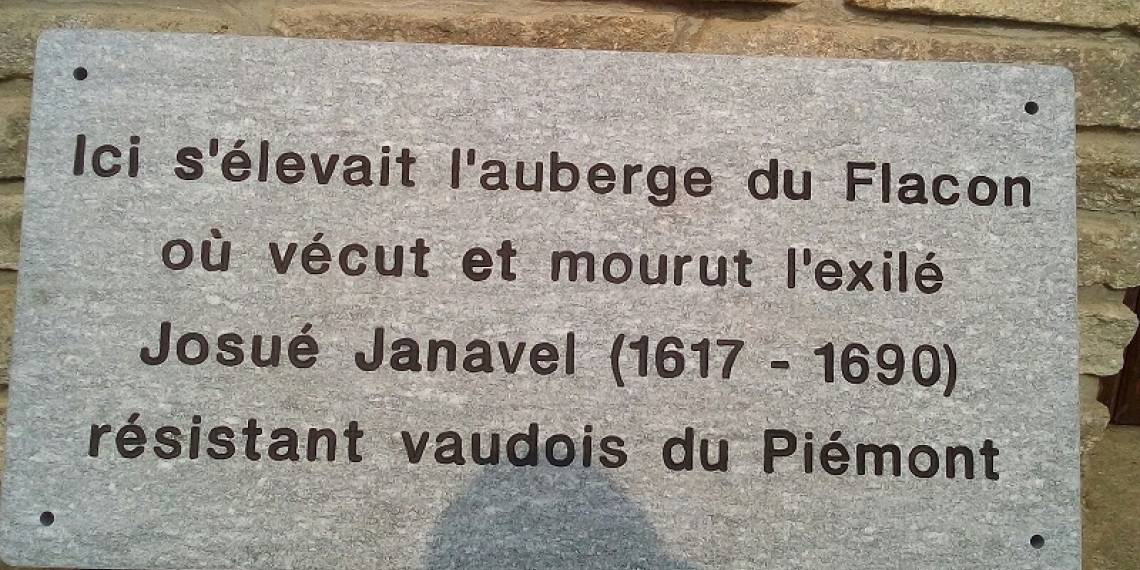 Ici s'élevait l'auberge du Flacon
où vécut et mourut l'exilé
Josué Janavel (1617 - 1690)
résistant vaudois du Piémont